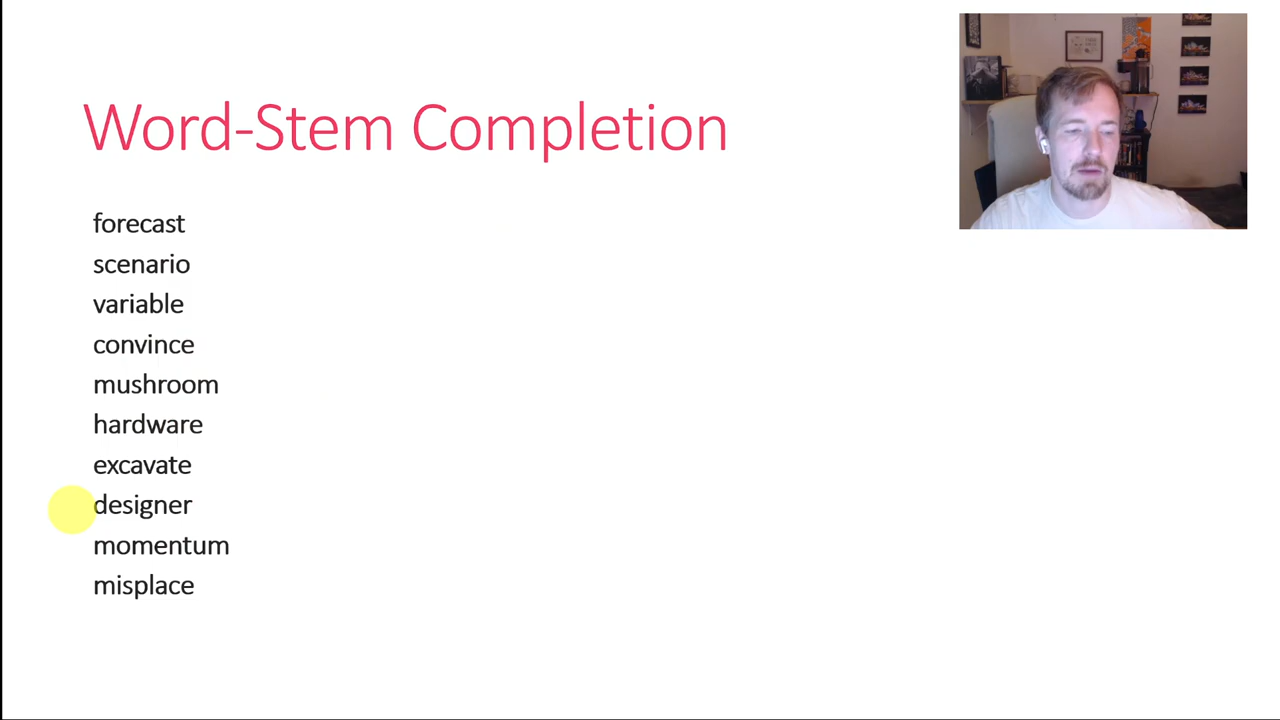 Word-Stem Completion
forecast
scenario
variable
convince
mushroom
hardware
excavate
designer
momentum
misplace